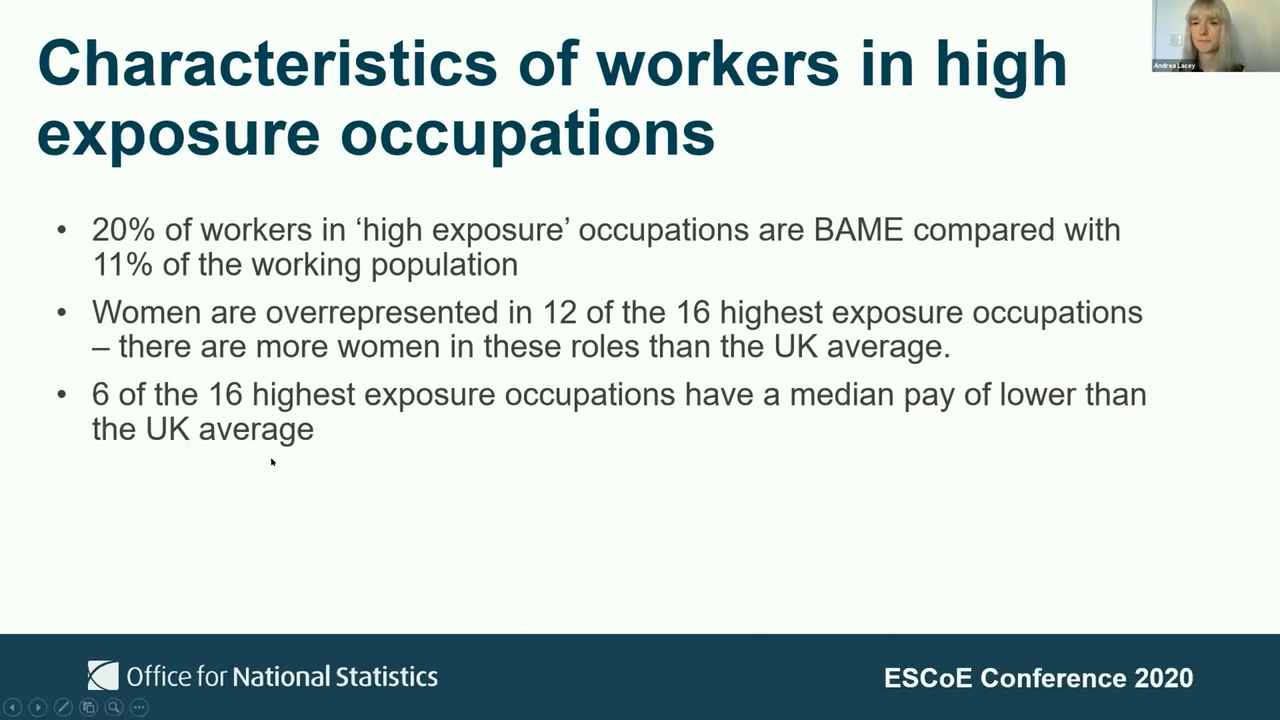 Characteristics of workers in high
exposure occupations
Andrea Lacey
• 20% of workers in ‘high exposure’ occupations are BAME compared with
11% of the working population
• Women are overrepresented in 12 of the 16 highest exposure occupations
– there are more women in these roles than the UK average.
• 6 of the 16 highest exposure occupations have a median pay of lower than
the UK average
Office for National Statistics
ESCoE Conference 2020